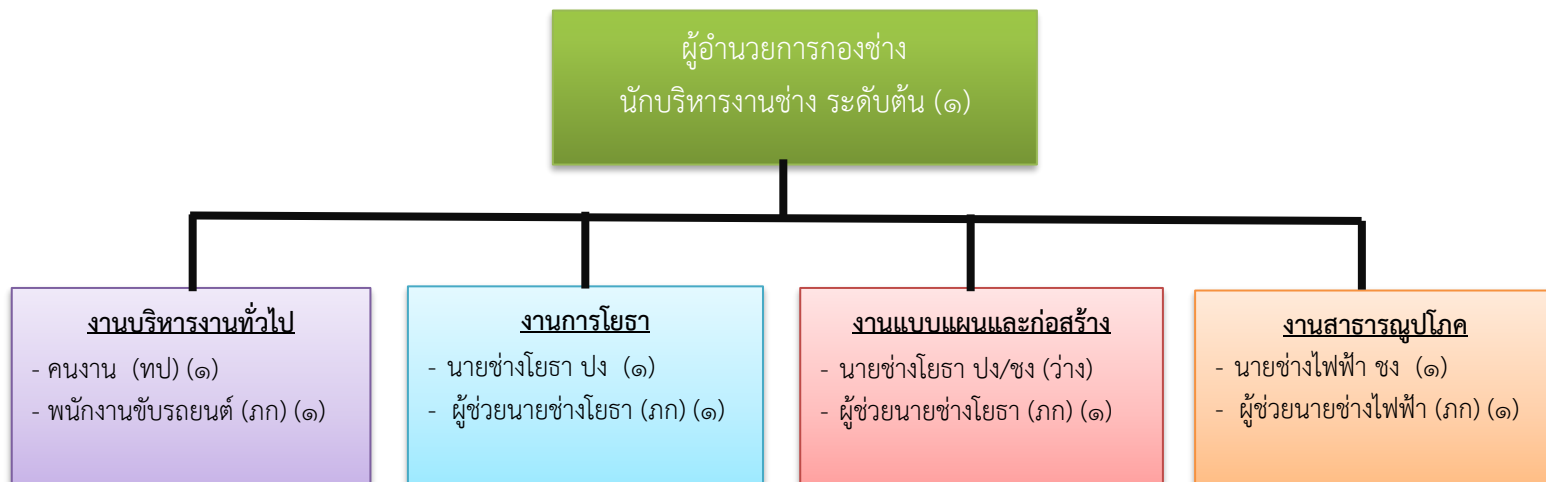 ผู้อำนวยการกองช่าง
นักบริหารงานช่าง ระดับต้น (๑)
งานบริหารงานทั่วไป
- คนงาน (ทป) (๑)
- พนักงานขับรถยนต์ (ภก) (๑)
งานการโยธา
- นายช่างโยธา ปง (๑)
- ผู้ช่วยนายช่างโยธา (ภก) (๑)
งานแบบแผนและก่อสร้าง
- นายช่างโยธา ปง/ชง (ว่าง)
- ผู้ช่วยนายช่างโยธา (ภก) (๑)
งานสาธารณูปโภค
- นายช่างไฟฟ้า ชง (๑)
- ผู้ช่วยนายช่างไฟฟ้า (ภก) (๑)